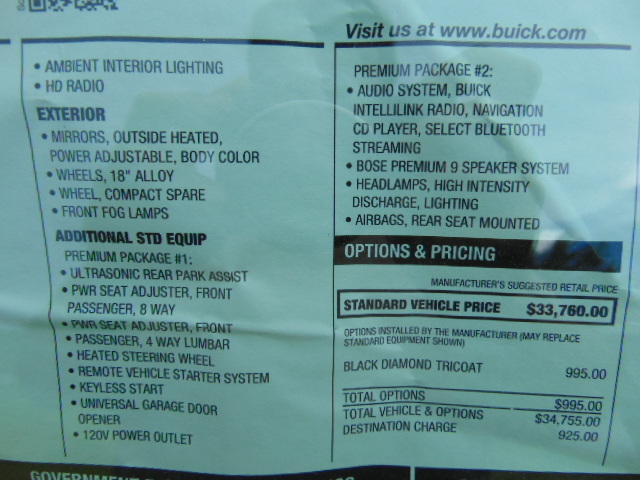 Visit us at www.buick.com
• AMBIENT INTERIOR LIGHTING
• HD RADIO
EXTERIOR
• MIRRORS, OUTSIDE HEATED,
POWER ADJUSTABLE, BODY COLOR
• WHEELS, 18" ALLOY
• WHEEL, COMPACT SPARE
• FRONT FOG LAMPS
ADDITIONAL STD EQUIP
PREMIUM PACKAGE #1:
• ULTRASONIC REAR PARK ASSIST
• PWR SEAT ADJUSTER, FRONT
PASSENGER, 8 WAY
• PWR SEAT ADJUSTER, FRONT
• PASSENGER, 4 WAY LUMBAR
• HEATED STEERING WHEEL
• REMOTE VEHICLE STARTER SYSTEM
• KEYLESS START
• UNIVERSAL GARAGE DOOR
OPENER
• 120V POWER OUTLET
PREMIUM PACKAGE #2:
• AUDIO SYSTEM, BUICK
INTELLILINK RADIO, NAVIGATION
CD PLAYER, SELECT BLUETOOTH
STREAMING
• BOSE PREMIUM 9 SPEAKER SYSTEM
• HEADLAMPS, HIGH INTENSITY
DISCHARGE, LIGHTING
• AIRBAGS, REAR SEAT MOUNTED
OPTIONS & PRICING
MANUFACTURER'S SUGGESTED RETAIL PRICE
STANDARD VEHICLE PRICE $33,760.00
OPTIONS INSTALLED BY THE MANUFACTURER (MAY REPLACE
STANDARD EQUIPMENT SHOWN)
BLACK DIAMOND TRICOAT 995.00
TOTAL OPTIONS $995.00
TOTAL VEHICLE & OPTIONS $34,755.00
DESTINATION CHARGE 925.00